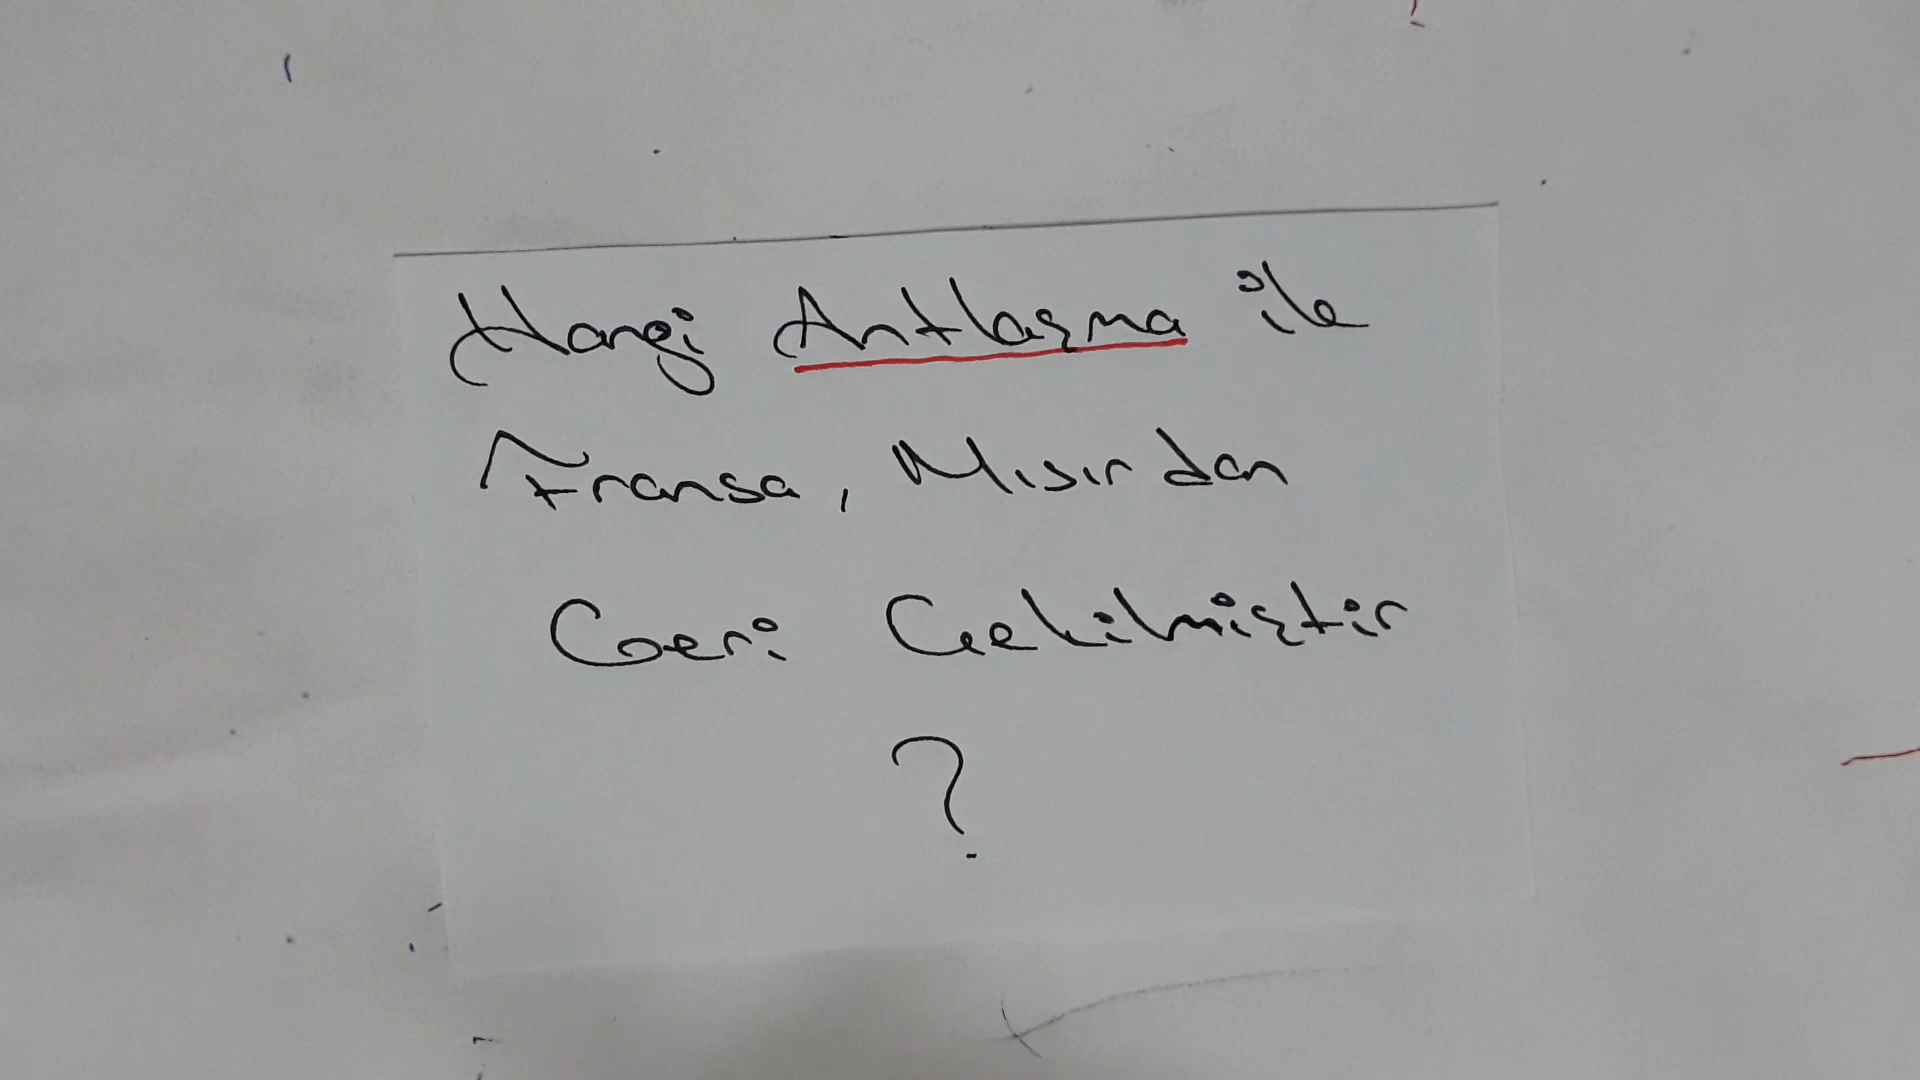 Hangi Antlaşma ile
Fransa, Mısırdan
Geri Çekilmiştir
?